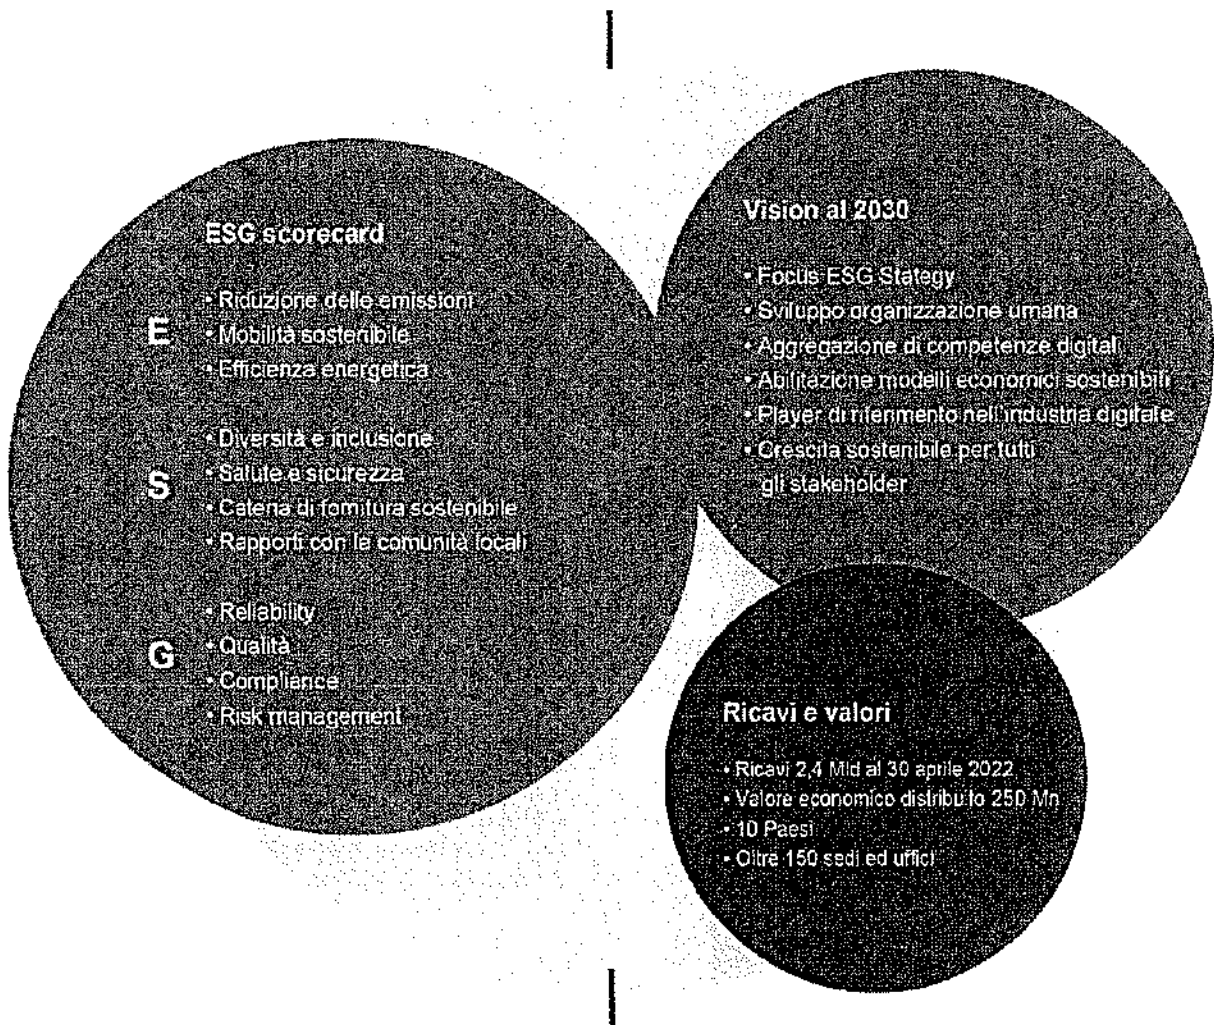 ESG scorecard
E
• Riduzione delle emissioni
• Mobilità sostenibile
• Efficienza energetica
S
• Diversità e inclusione
• Salute e sicurezza
• Catena di fornitura sostenibile
• Rapporti con le comunità locali
G
• Reliability
• Qualità
• Compliance
• Risk management
Vision al 2030
• Focus ESG Stategy
• Sviluppo organizzazione umana
• Aggregazione di competenze digital
• Abilitazione modelli economici sostenibili
• Player di riferimento nell'industria digitale
• Crescita sostenibile per tutti
gli stakeholder
Ricavi e valori
• Ricavi 2,4 Mld al 30 aprile 2022
• Valore economico distribuito 250 Mn
• 10 Paesi
• Oltre 150 sedi ed uffici